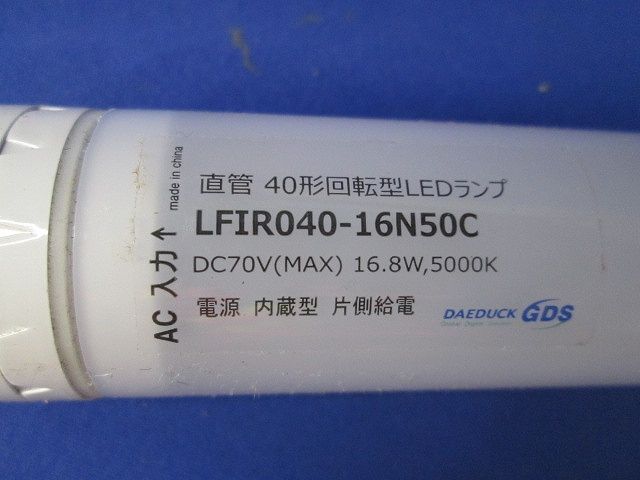 直管 40形回転型LEDランプ
LFIR040-16N50C
DC70V(MAX) 16.8W,5000K
電源 内蔵型 片側給電
DAEDUCK GDS
AC 入力↑
made in china